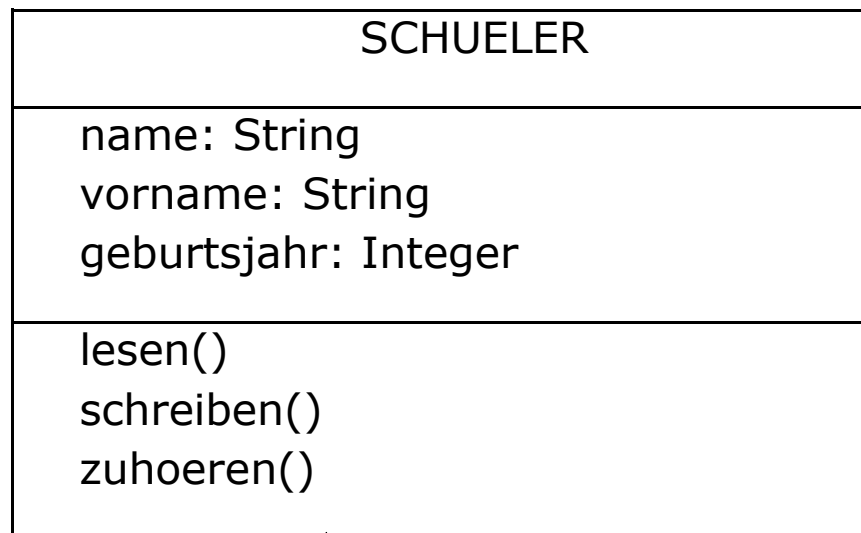 SCHUELER
name: String
vorname: String
geburtsjahr: Integer
lesen()
schreiben()
zuhoeren()